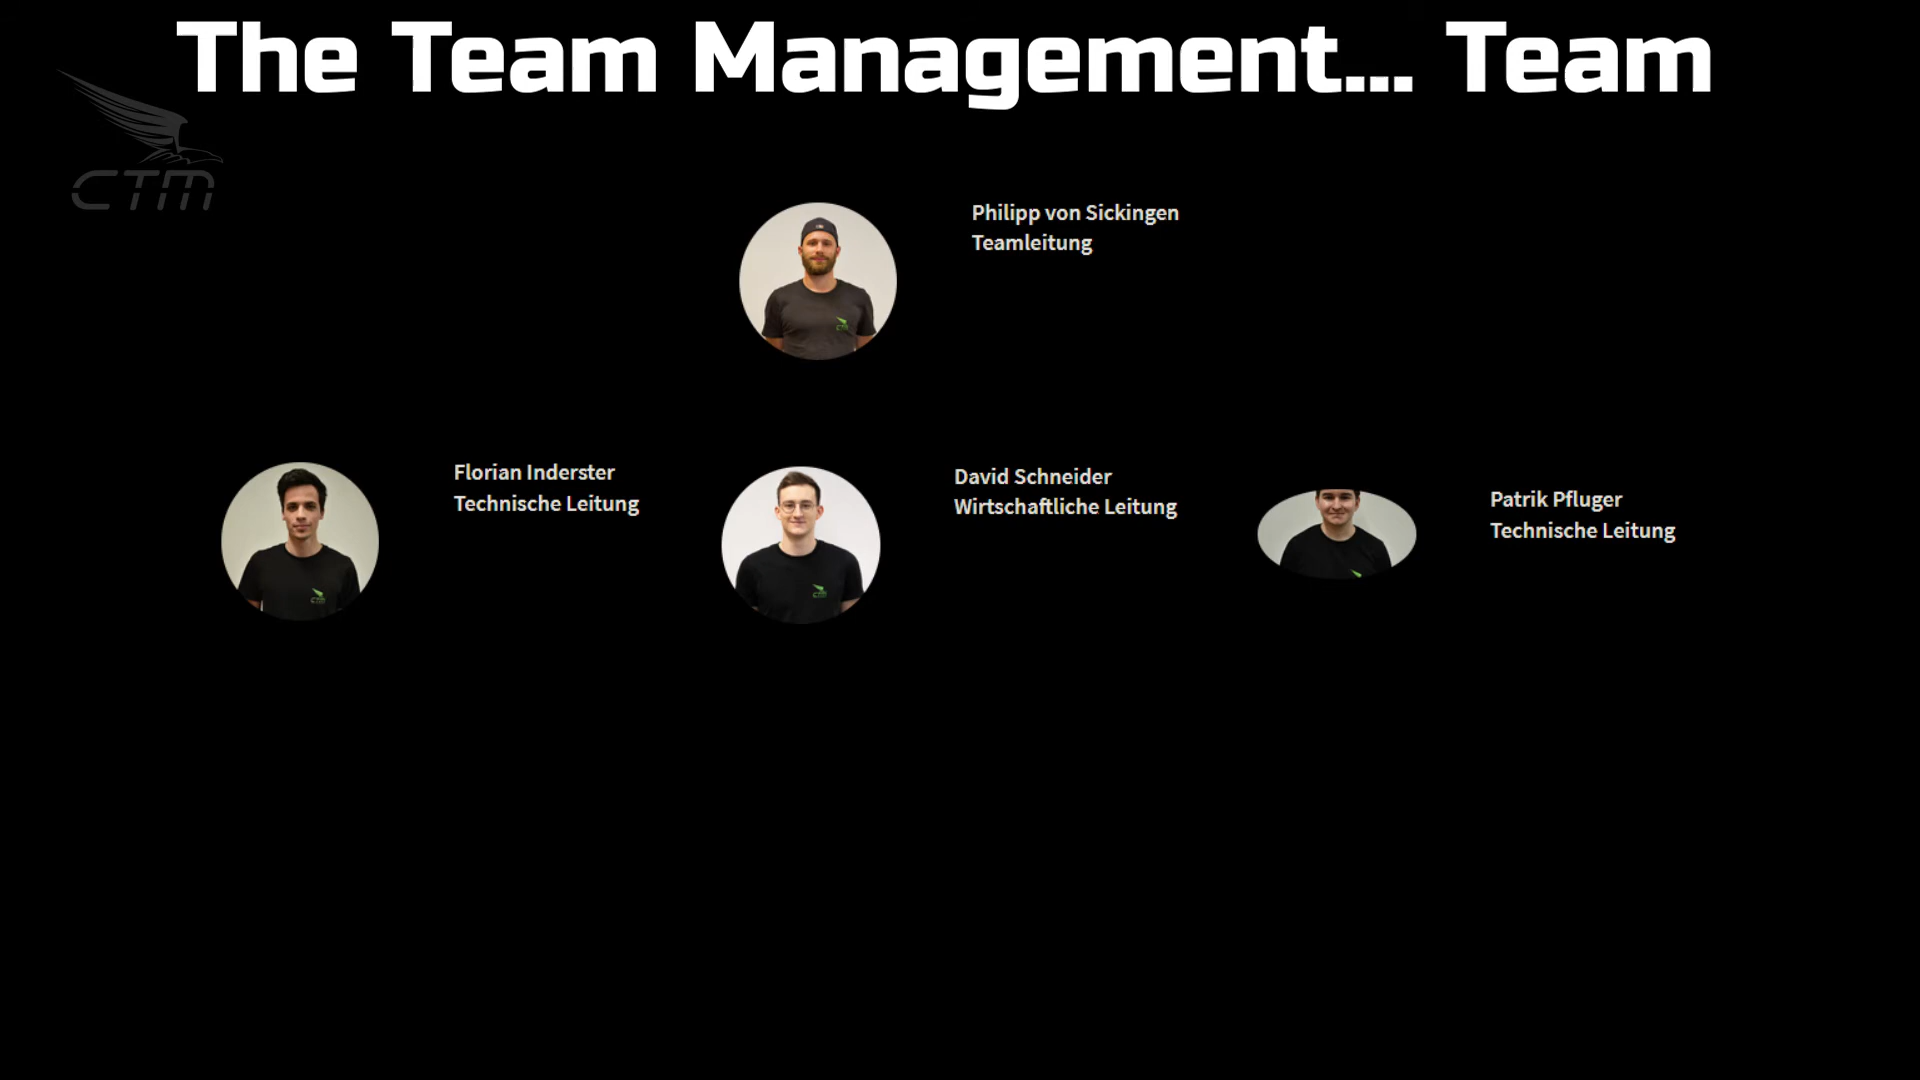 The Team Management... Team
CTM
Philipp von Sickingen
Teamleitung
Florian Inderster
Technische Leitung
David Schneider
Wirtschaftliche Leitung
Patrik Pfluger
Technische Leitung